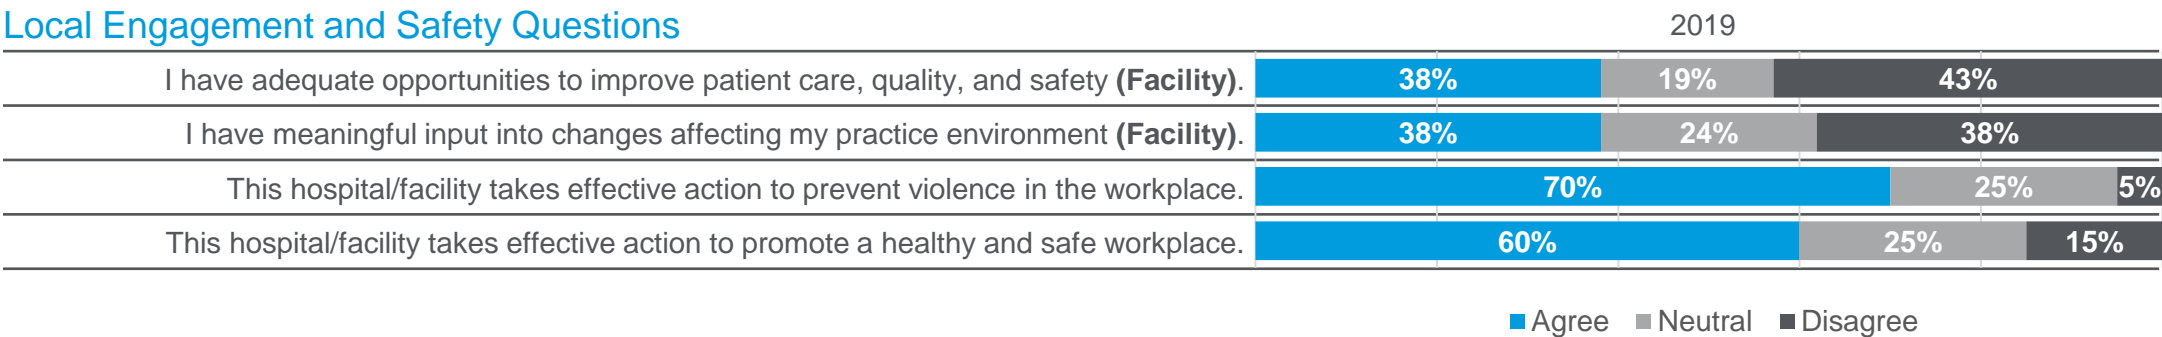 Local Engagement and Safety Questions 2019
I have adequate opportunities to improve patient care, quality, and safety (Facility). 38% 19% 43%
I have meaningful input into changes affecting my practice environment (Facility). 38% 24% 38%
This hospital/facility takes effective action to prevent violence in the workplace. 70% 25% 5%
This hospital/facility takes effective action to promote a healthy and safe workplace. 60% 25% 15%
Agree Neutral Disagree